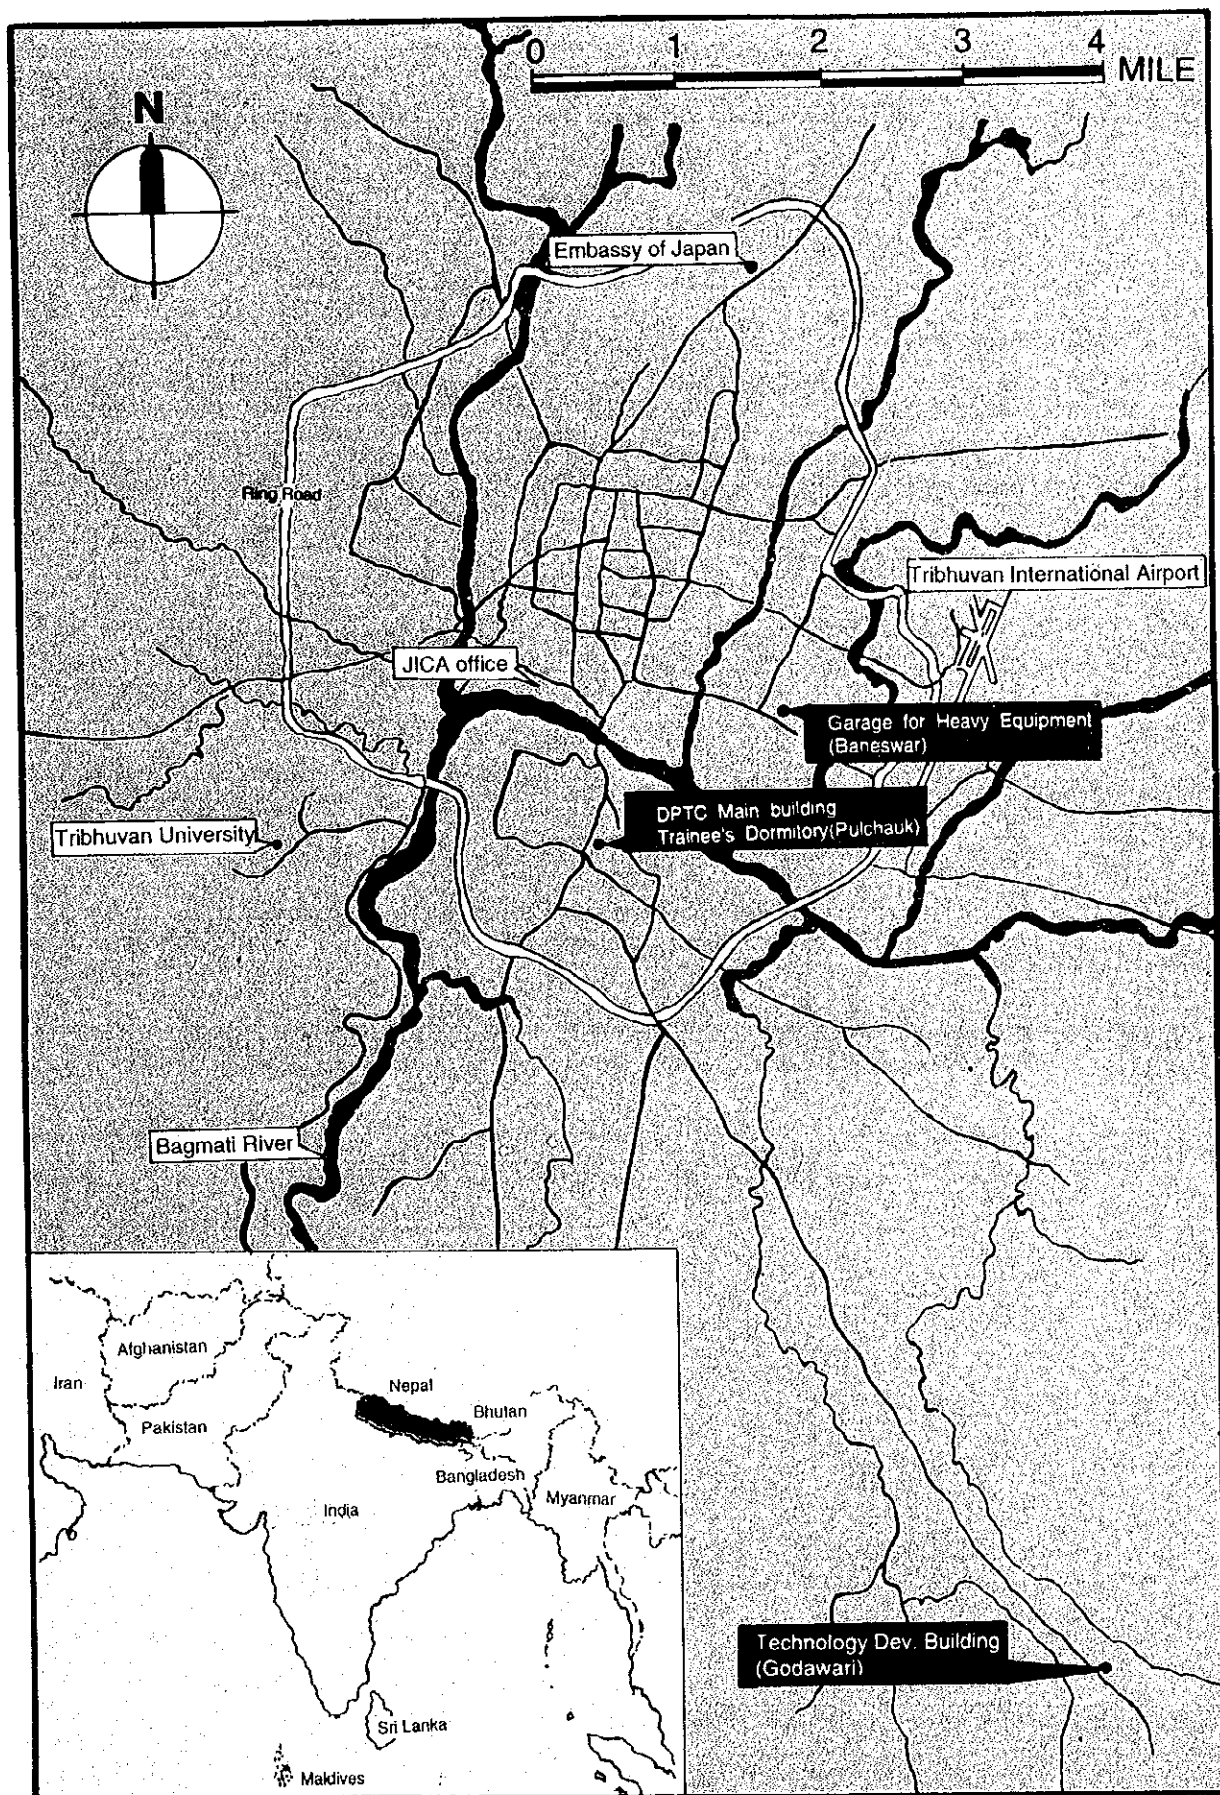 0 1 2 3 4
MILE
N
Embassy of Japan
Ring Road
Tribhuvan International Airport
JICA office
Garage for Heavy Equipment
(Baneswar)
DPTC Main building
Trainee's Dormitory(Pulchauk)
Tribhuvan University
Bagmati River
Afghanistan
Iran
Nepal
Bhutan
Pakistan
Bangladesh
Myanmar
India
Sri Lanka
Maldives
Technology Dev. Building
(Godawari)